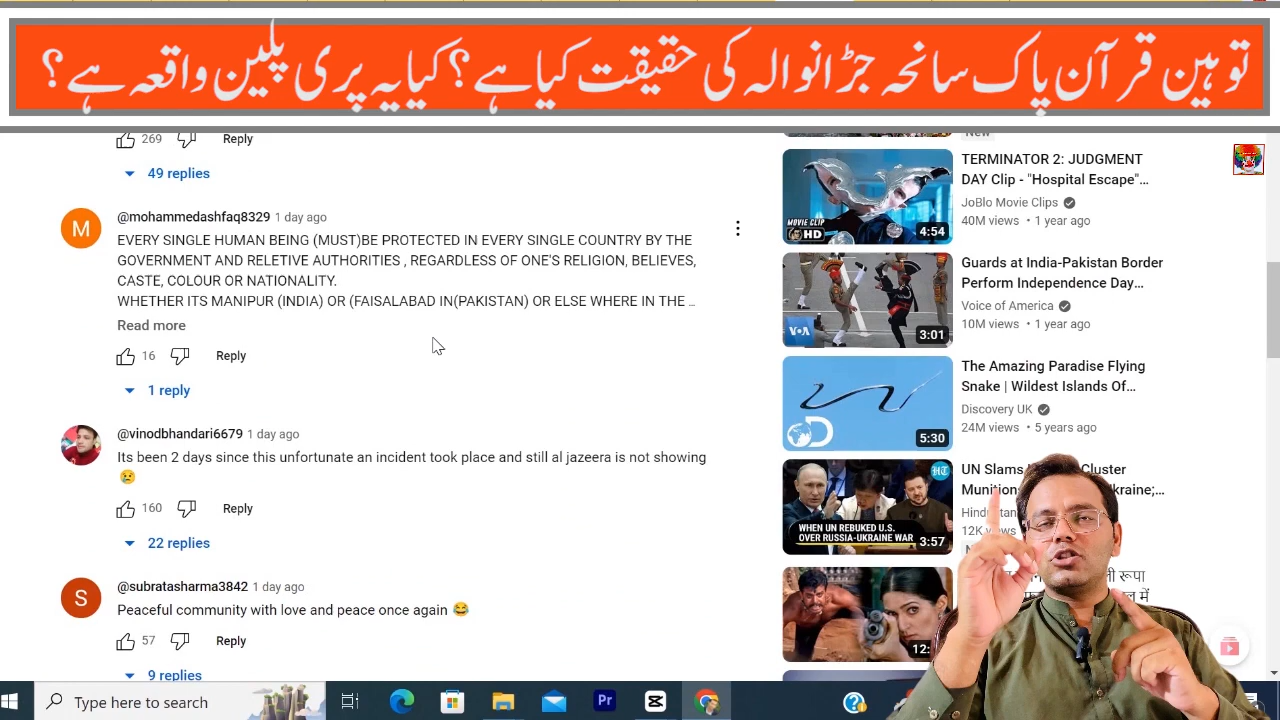 توہین قرآن پاک سانحہ جڑانوالہ کی حقیقت کیا ہے؟ کیا یہ پری پلین واقعہ ہے؟
269 Reply
49 replies
M
@mohammedashfaq8329 1 day ago
EVERY SINGLE HUMAN BEING (MUST)BE PROTECTED IN EVERY SINGLE COUNTRY BY THE
GOVERNMENT AND RELETIVE AUTHORITIES , REGARDLESS OF ONE'S RELIGION, BELIEVES,
CASTE, COLOUR OR NATIONALITY.
WHETHER ITS MANIPUR (INDIA) OR (FAISALABAD IN(PAKISTAN) OR ELSE WHERE IN THE ...
Read more
16 Reply
1 reply
@vinodbhandari6679 1 day ago
Its been 2 days since this unfortunate an incident took place and still al jazeera is not showing
😢
160 Reply
22 replies
S
@subratasharma3842 1 day ago
Peaceful community with love and peace once again 😂
57 Reply
9 replies
New
MOVIE CLIP
HD
4:54
TERMINATOR 2: JUDGMENT
DAY Clip - "Hospital Escape"...
JoBlo Movie Clips
40M views • 1 year ago
VOA
3:01
Guards at India-Pakistan Border
Perform Independence Day...
Voice of America
10M views • 1 year ago
5:30
The Amazing Paradise Flying
Snake | Wildest Islands Of...
Discovery UK
24M views • 5 years ago
HT
WHEN UN REBUKED U.S.
OVER RUSSIA-UKRAINE WAR
3:57
UN Slams Cluster
Munition kraine;...
Hindustan
12K views
12:
ली रूपा
ल में
Type here to search
Pr